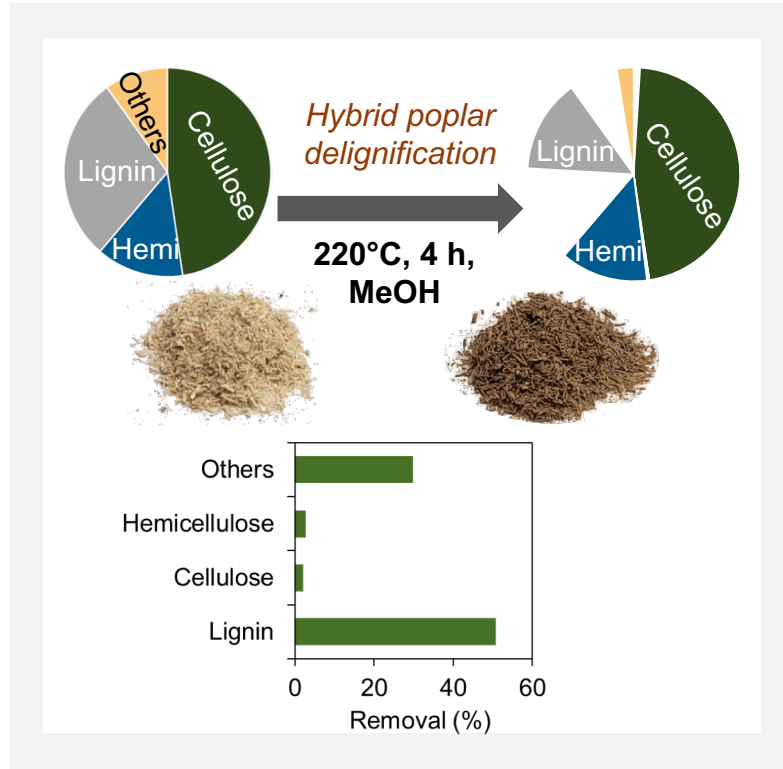 Others
Cellulose
Lignin
Hemi
Hybrid poplar
delignification
220°C, 4 h,
MeOH
Lignin
Cellulose
Hemi
Others
Hemicellulose
Cellulose
Lignin
0 20 40 60
Removal (%)